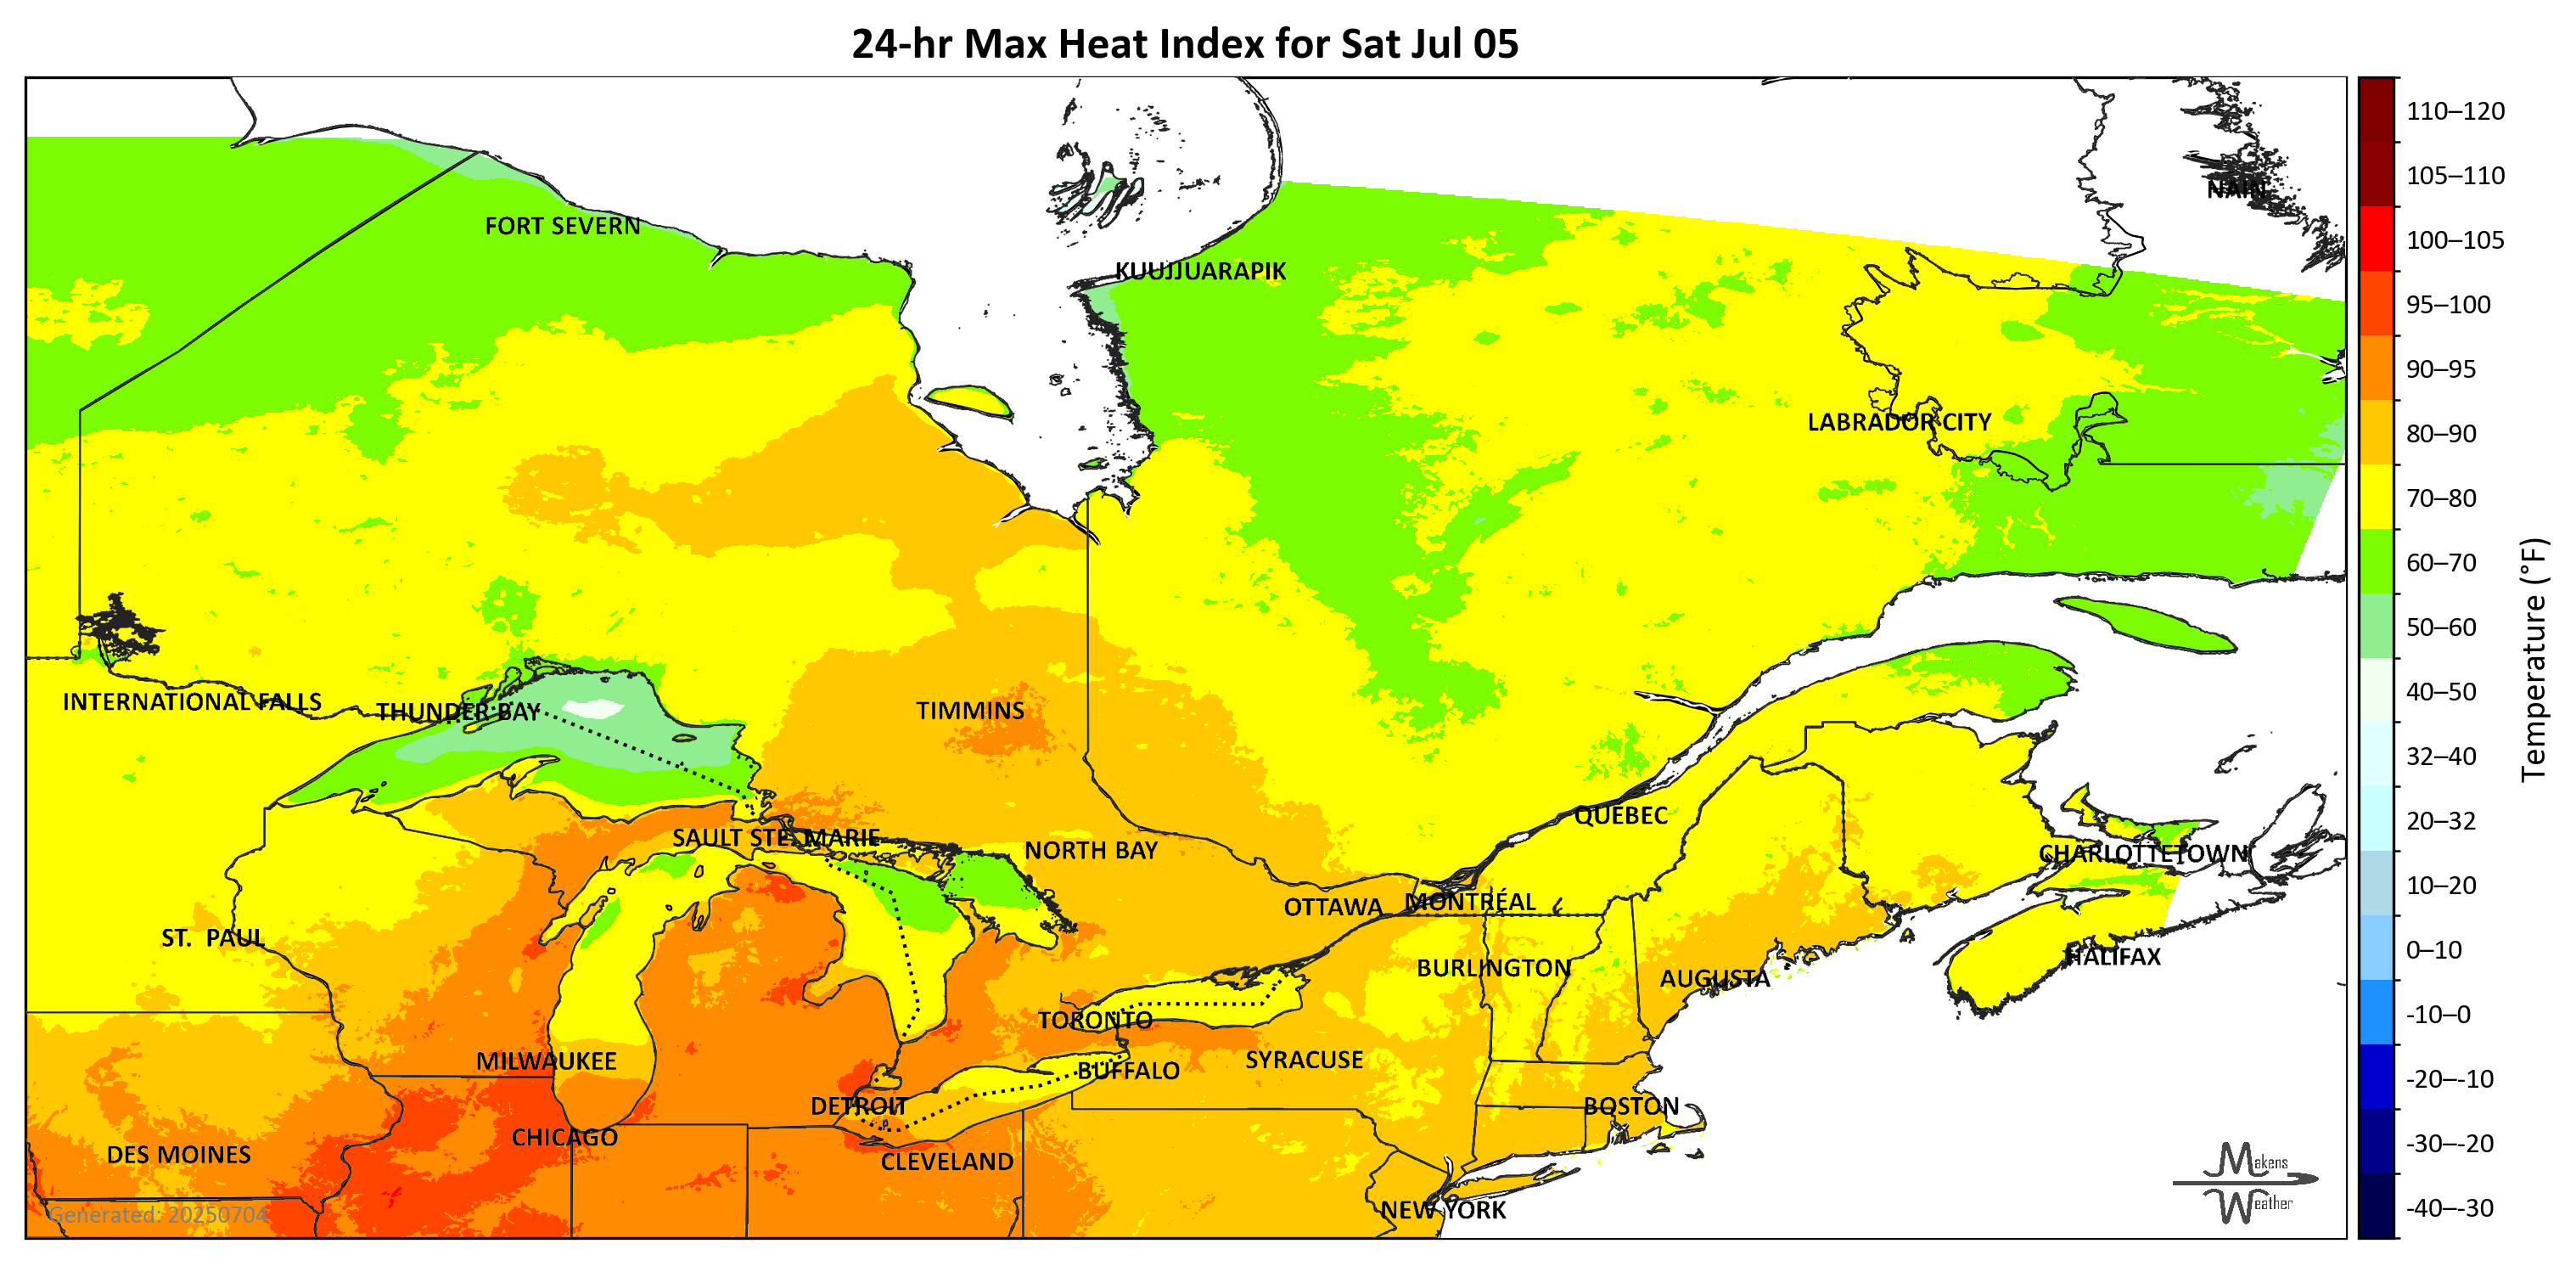 24-hr Max Heat Index for Sat Jul 05
110–120
105–110
NAIN
FORT SEVERN
100–105
KUUJJUARAPIK
95–100
90–95
LABRADOR CITY
80–90
70–80
60–70
50–60
Temperature (°F)
40–50
INTERNATIONAL FALLS
THUNDER BAY
TIMMINS
32–40
QUEBEC
20–32
SAULT STE. MARIE
NORTH BAY
CHARLOTTETOWN
10–20
OTTAWA
MONTRÉAL
ST. PAUL
0–10
HALIFAX
BURLINGTON
AUGUSTA
-10–0
TORONTO
MILWAUKEE
SYRACUSE
BUFFALO
-20–-10
DETROIT
BOSTON
CHICAGO
-30–-20
DES MOINES
CLEVELAND
Makens
Weather
NEW YORK
-40–-30
Generated: 20250704